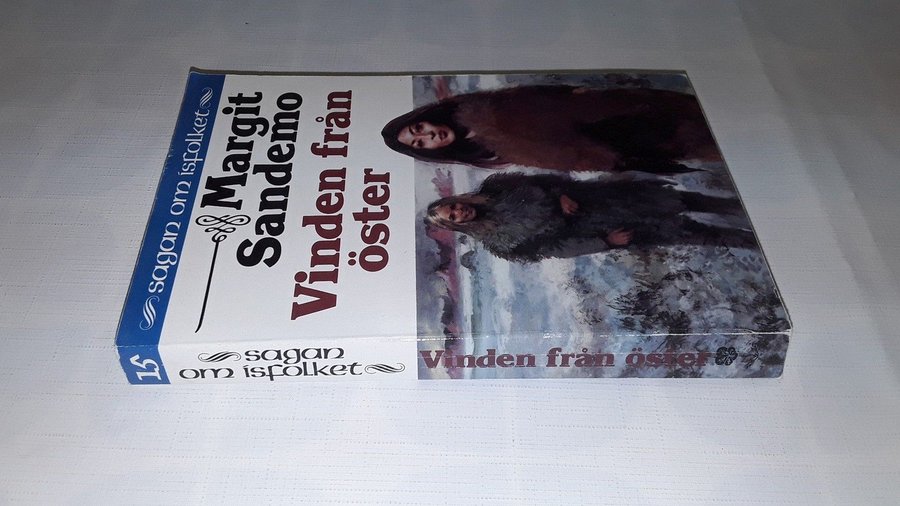 sagan om isfolket
Margit
Sandemo
Vinden från
öster
15
sagan
om isfolket
Vinden från öster